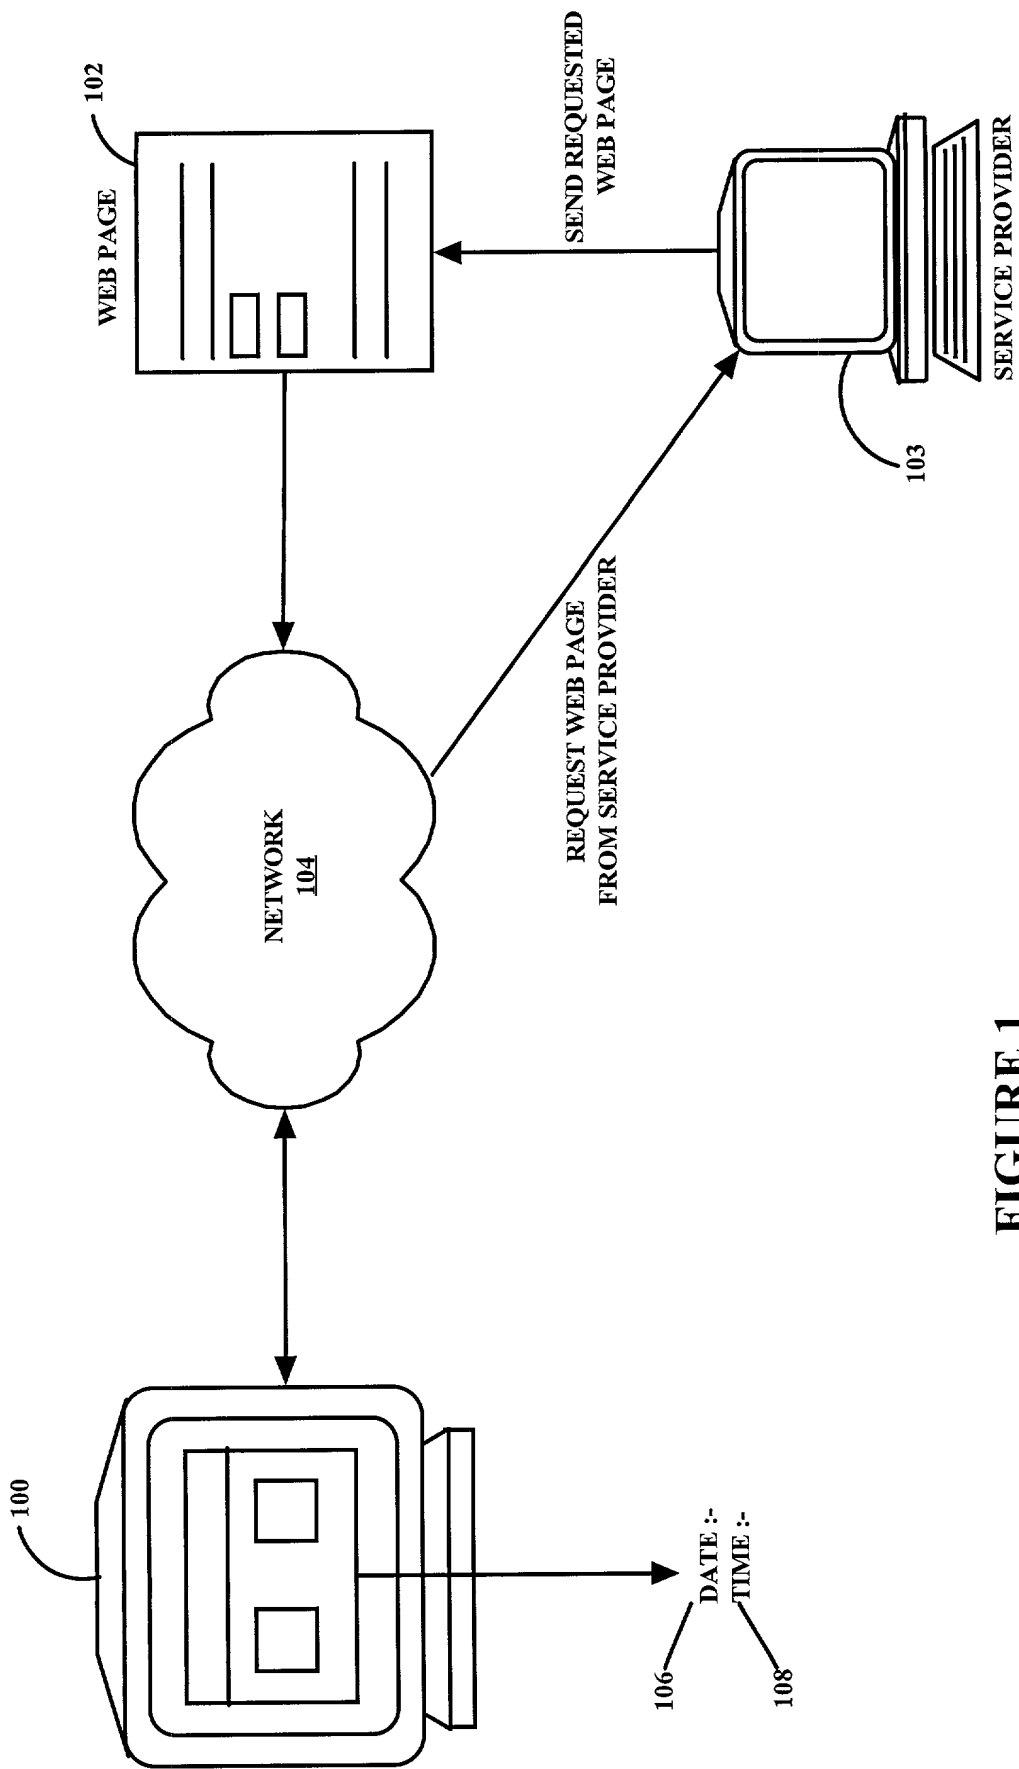 100
WEB PAGE
102
NETWORK
104
SEND REQUESTED
WEB PAGE
REQUEST WEB PAGE
FROM SERVICE PROVIDER
103
SERVICE PROVIDER
106
DATE :-
TIME :-
108
FIGURE 1